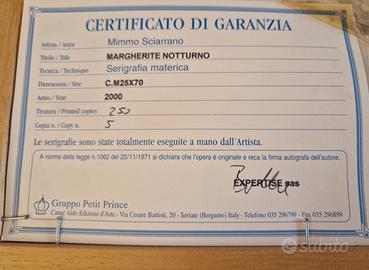 CERTIFICATO DI GARANZIA
Artista / Artist Mimmo Sciarrano
Titolo / Title MARGHERITE NOTTURNO
Tecnica / Technique Serigrafia materica
Dimensioni / Size C.M25X70
Anno / Year 2000
Tiratura / Printed copies 250
Copia n. / Copy n. 5
Le serigrafie sono state totalmente eseguite a mano dall'Artista.
A norma della legge n. 1062 del 20/11/1971 si dichiara che l'opera è originale e reca la firma autografa dell'autore.
EXPERTISE sas
Gruppo Petit Prince
Cater Aldo Edizioni d'Arte - Via Cesare Battisti, 20 - Seriate (Bergamo) Italy - Telefono 035 296799 - Fax 035 296899
subito